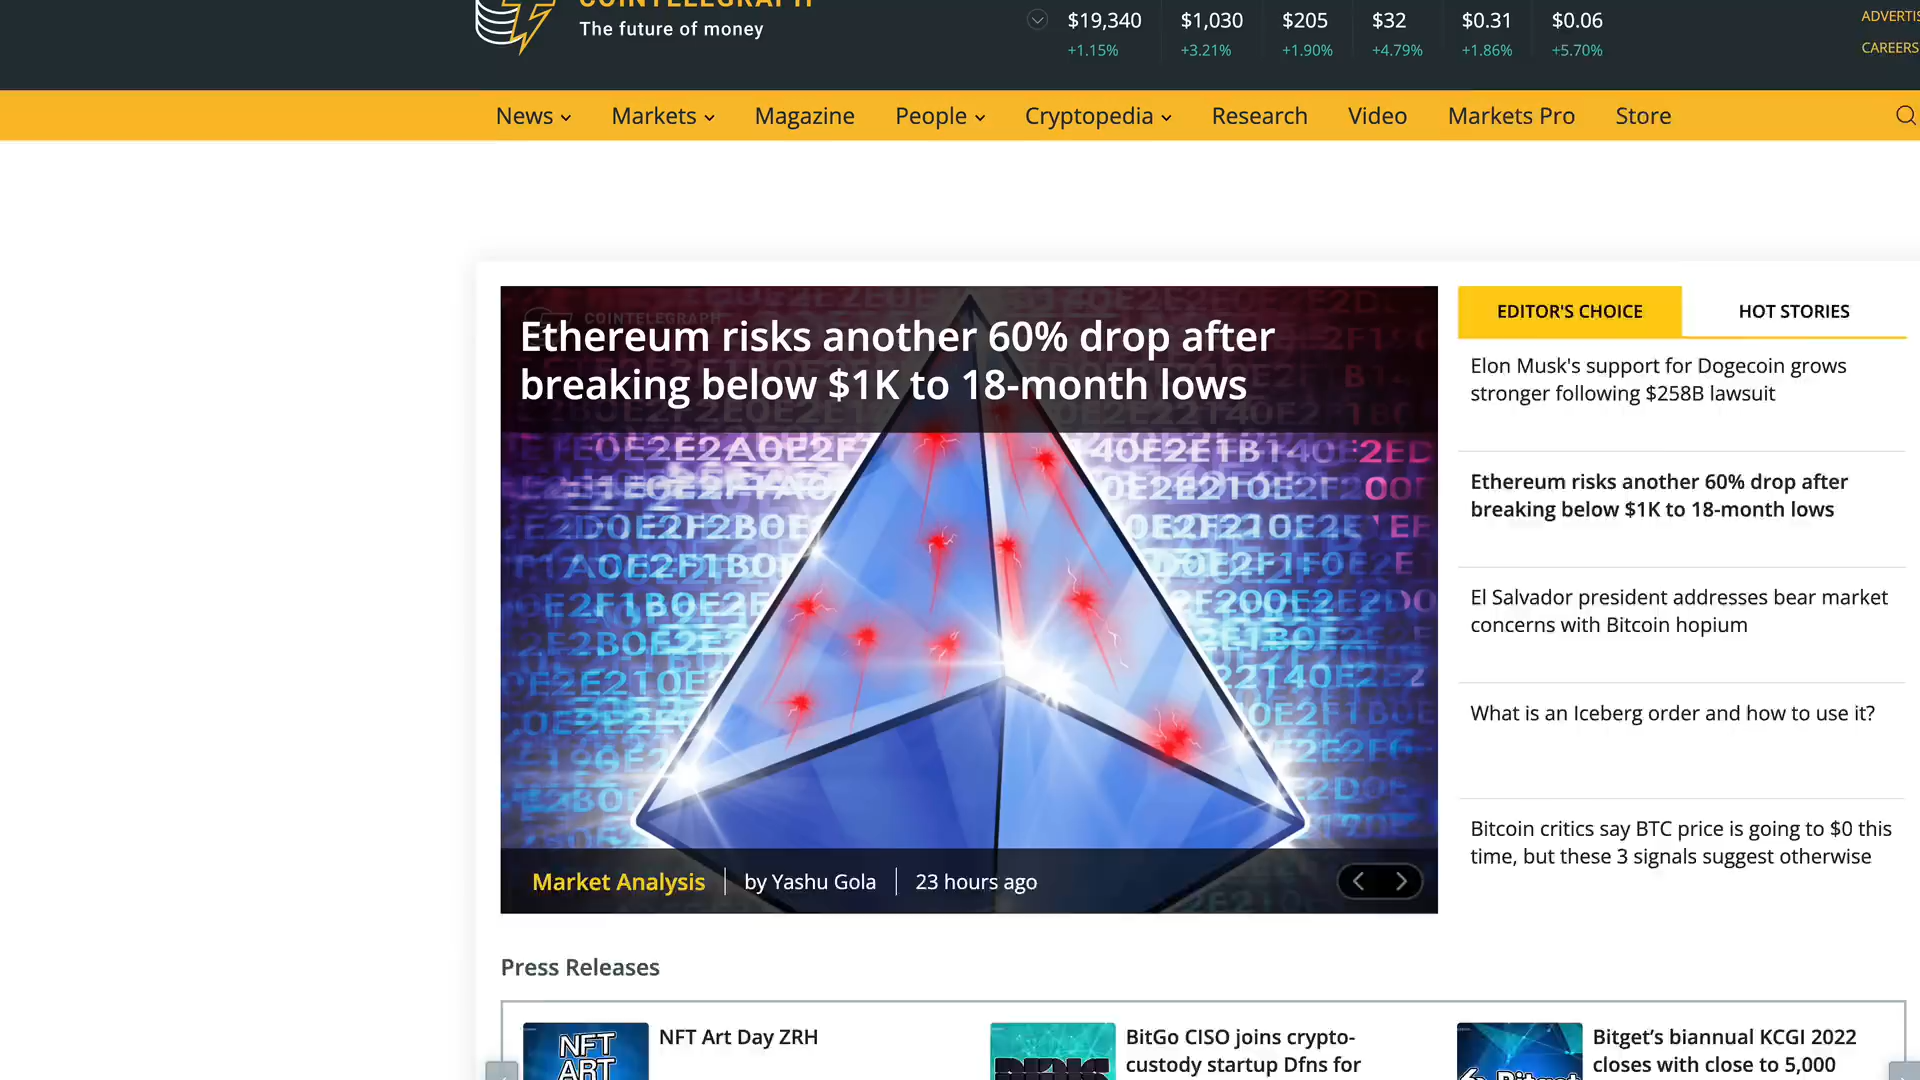 COINTELEGRAPH
The future of money
$19,340 $1,030 $205 $32 $0.31 $0.06
+1.15% +3.21% +1.90% +4.79% +1.86% +5.70%
CAREERS
News Markets Magazine People Cryptopedia Research Video Markets Pro Store
COINTELEGRAPH
Ethereum risks another 60% drop after
breaking below $1K to 18-month lows
Market Analysis by Yashu Gola 23 hours ago
EDITOR'S CHOICE HOT STORIES
Elon Musk's support for Dogecoin grows
stronger following $258B lawsuit
Ethereum risks another 60% drop after
breaking below $1K to 18-month lows
El Salvador president addresses bear market
concerns with Bitcoin hopium
What is an Iceberg order and how to use it?
Bitcoin critics say BTC price is going to $0 this
time, but these 3 signals suggest otherwise
Press Releases
NFT
ART
NFT Art Day ZRH
BitGo CISO joins crypto-
custody startup Dfns for
Bitget
Bitget’s biannual KCGI 2022
closes with close to 5,000